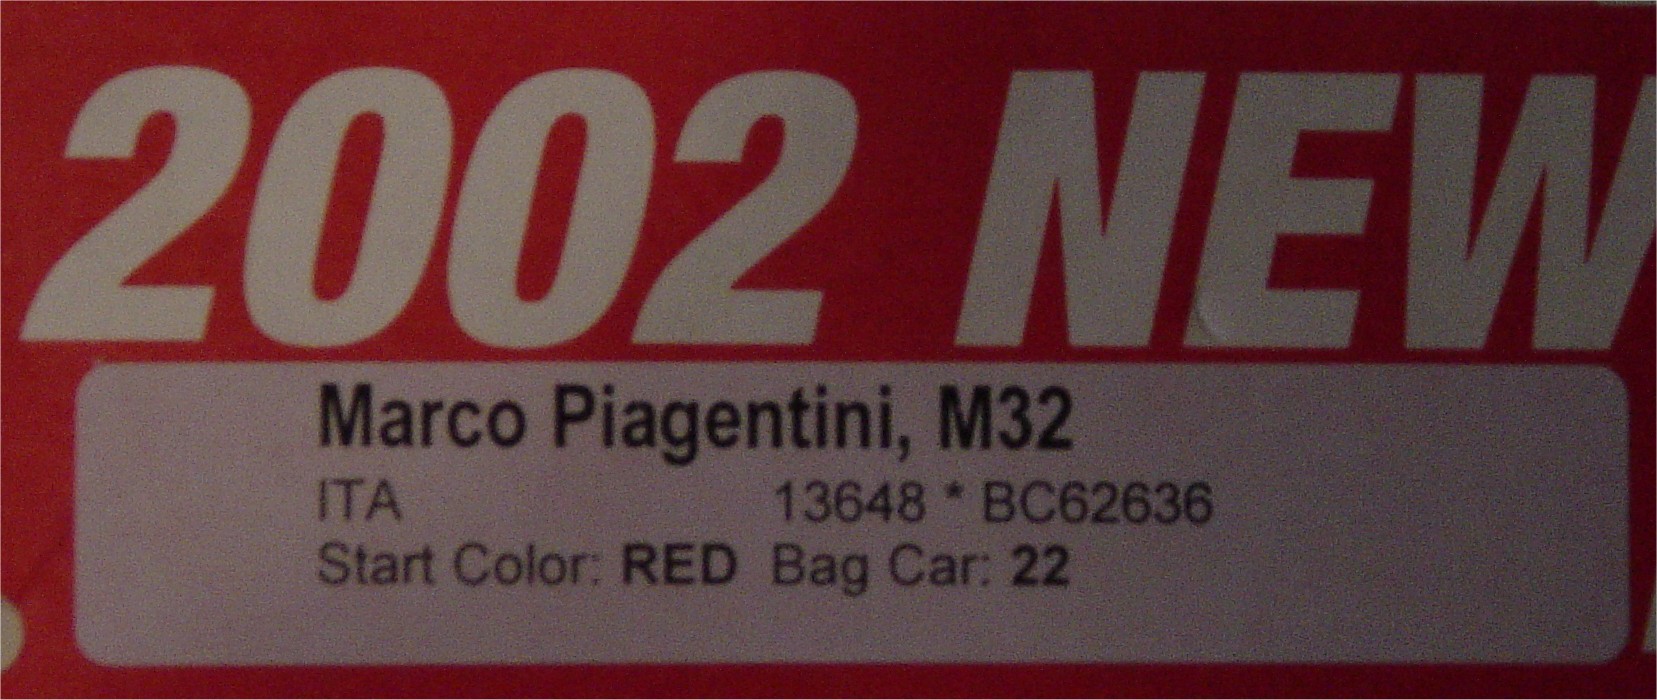 2002 NEW
Marco Piagentini, M32
ITA 13648 * BC62636
Start Color: RED Bag Car: 22